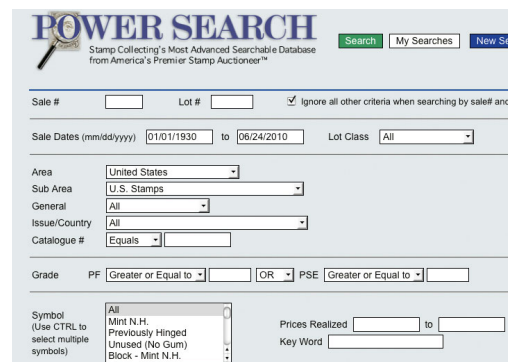 POWER SEARCH
Stamp Collecting's Most Advanced Searchable Database
from America's Premier Stamp Auctioneer™
Search My Searches New Se
Sale # Lot # Ignore all other criteria when searching by sale# and
Sale Dates (mm/dd/yyyy) 01/01/1930 to 06/24/2010 Lot Class All
Area United States
Sub Area U.S. Stamps
General All
Issue/Country All
Catalogue # Equals
Grade PF Greater or Equal to OR PSE Greater or Equal to
Symbol
(Use CTRL to
select multiple
symbols)
All
Mint N.H.
Previously Hinged
Unused (No Gum)
Block - Mint N.H.
Prices Realized to
Key Word